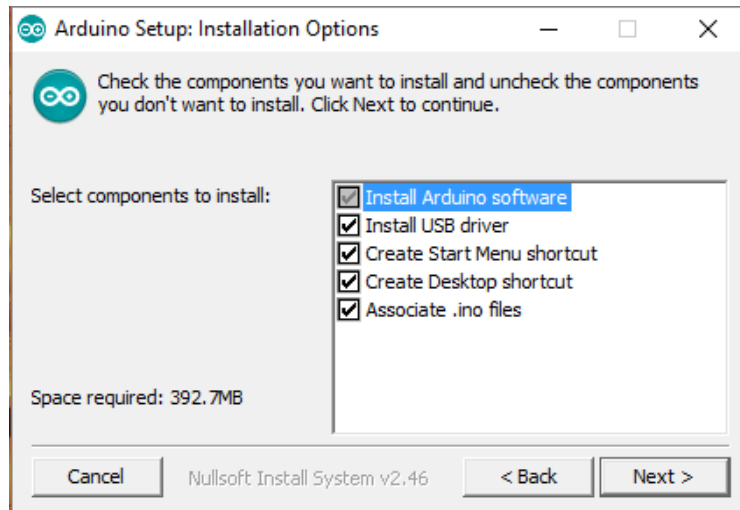 Arduino Setup: Installation Options
Check the components you want to install and uncheck the components
you don't want to install. Click Next to continue.
Select components to install:
Install Arduino software
Install USB driver
Create Start Menu shortcut
Create Desktop shortcut
Associate .ino files
Space required: 392.7MB
Cancel
Nullsoft Install System v2.46
< Back
Next >